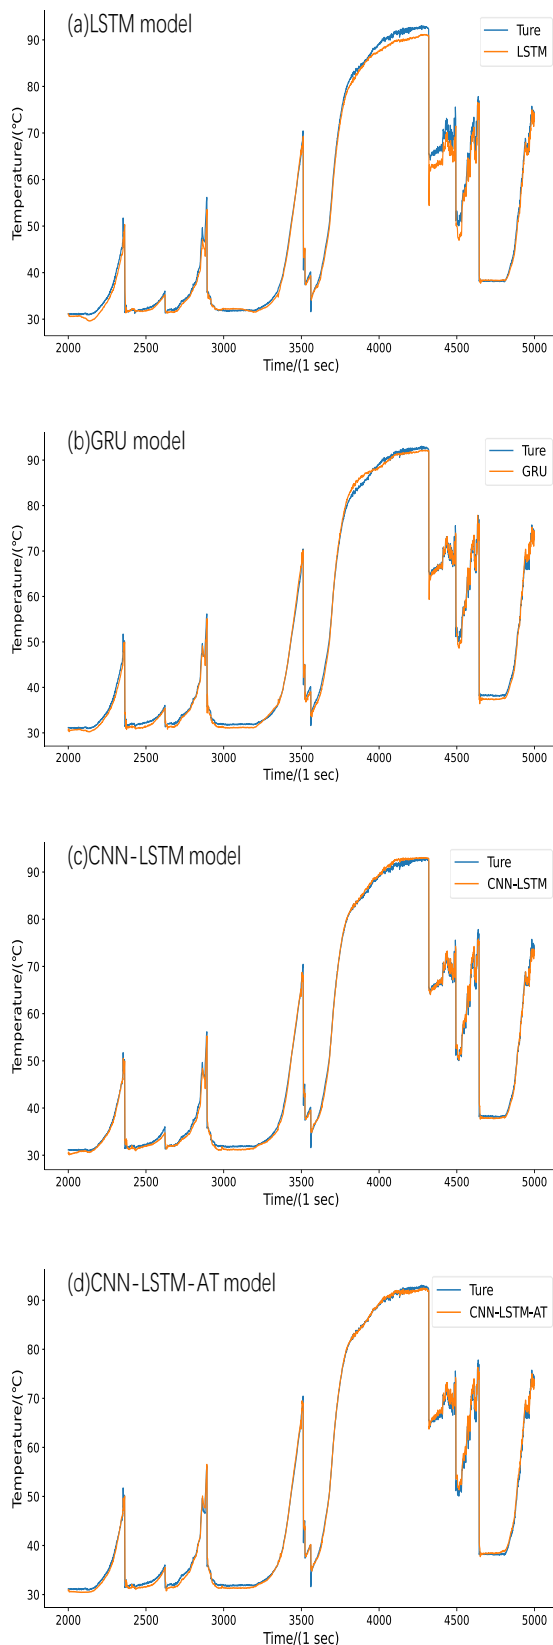 (a)LSTM model
Ture
LSTM
Temperature/(°C)
90
80
70
60
50
40
30
2000 2500 3000 3500 4000 4500 5000
Time/(1 sec)
(b)GRU model
Ture
GRU
Temperature/(°C)
90
80
70
60
50
40
30
2000 2500 3000 3500 4000 4500 5000
Time/(1 sec)
(c)CNN-LSTM model
Ture
CNN-LSTM
Temperature/(°C)
90
80
70
60
50
40
30
2000 2500 3000 3500 4000 4500 5000
Time/(1 sec)
(d)CNN-LSTM-AT model
Ture
CNN-LSTM-AT
Temperature/(°C)
90
80
70
60
50
40
30
2000 2500 3000 3500 4000 4500 5000
Time/(1 sec)